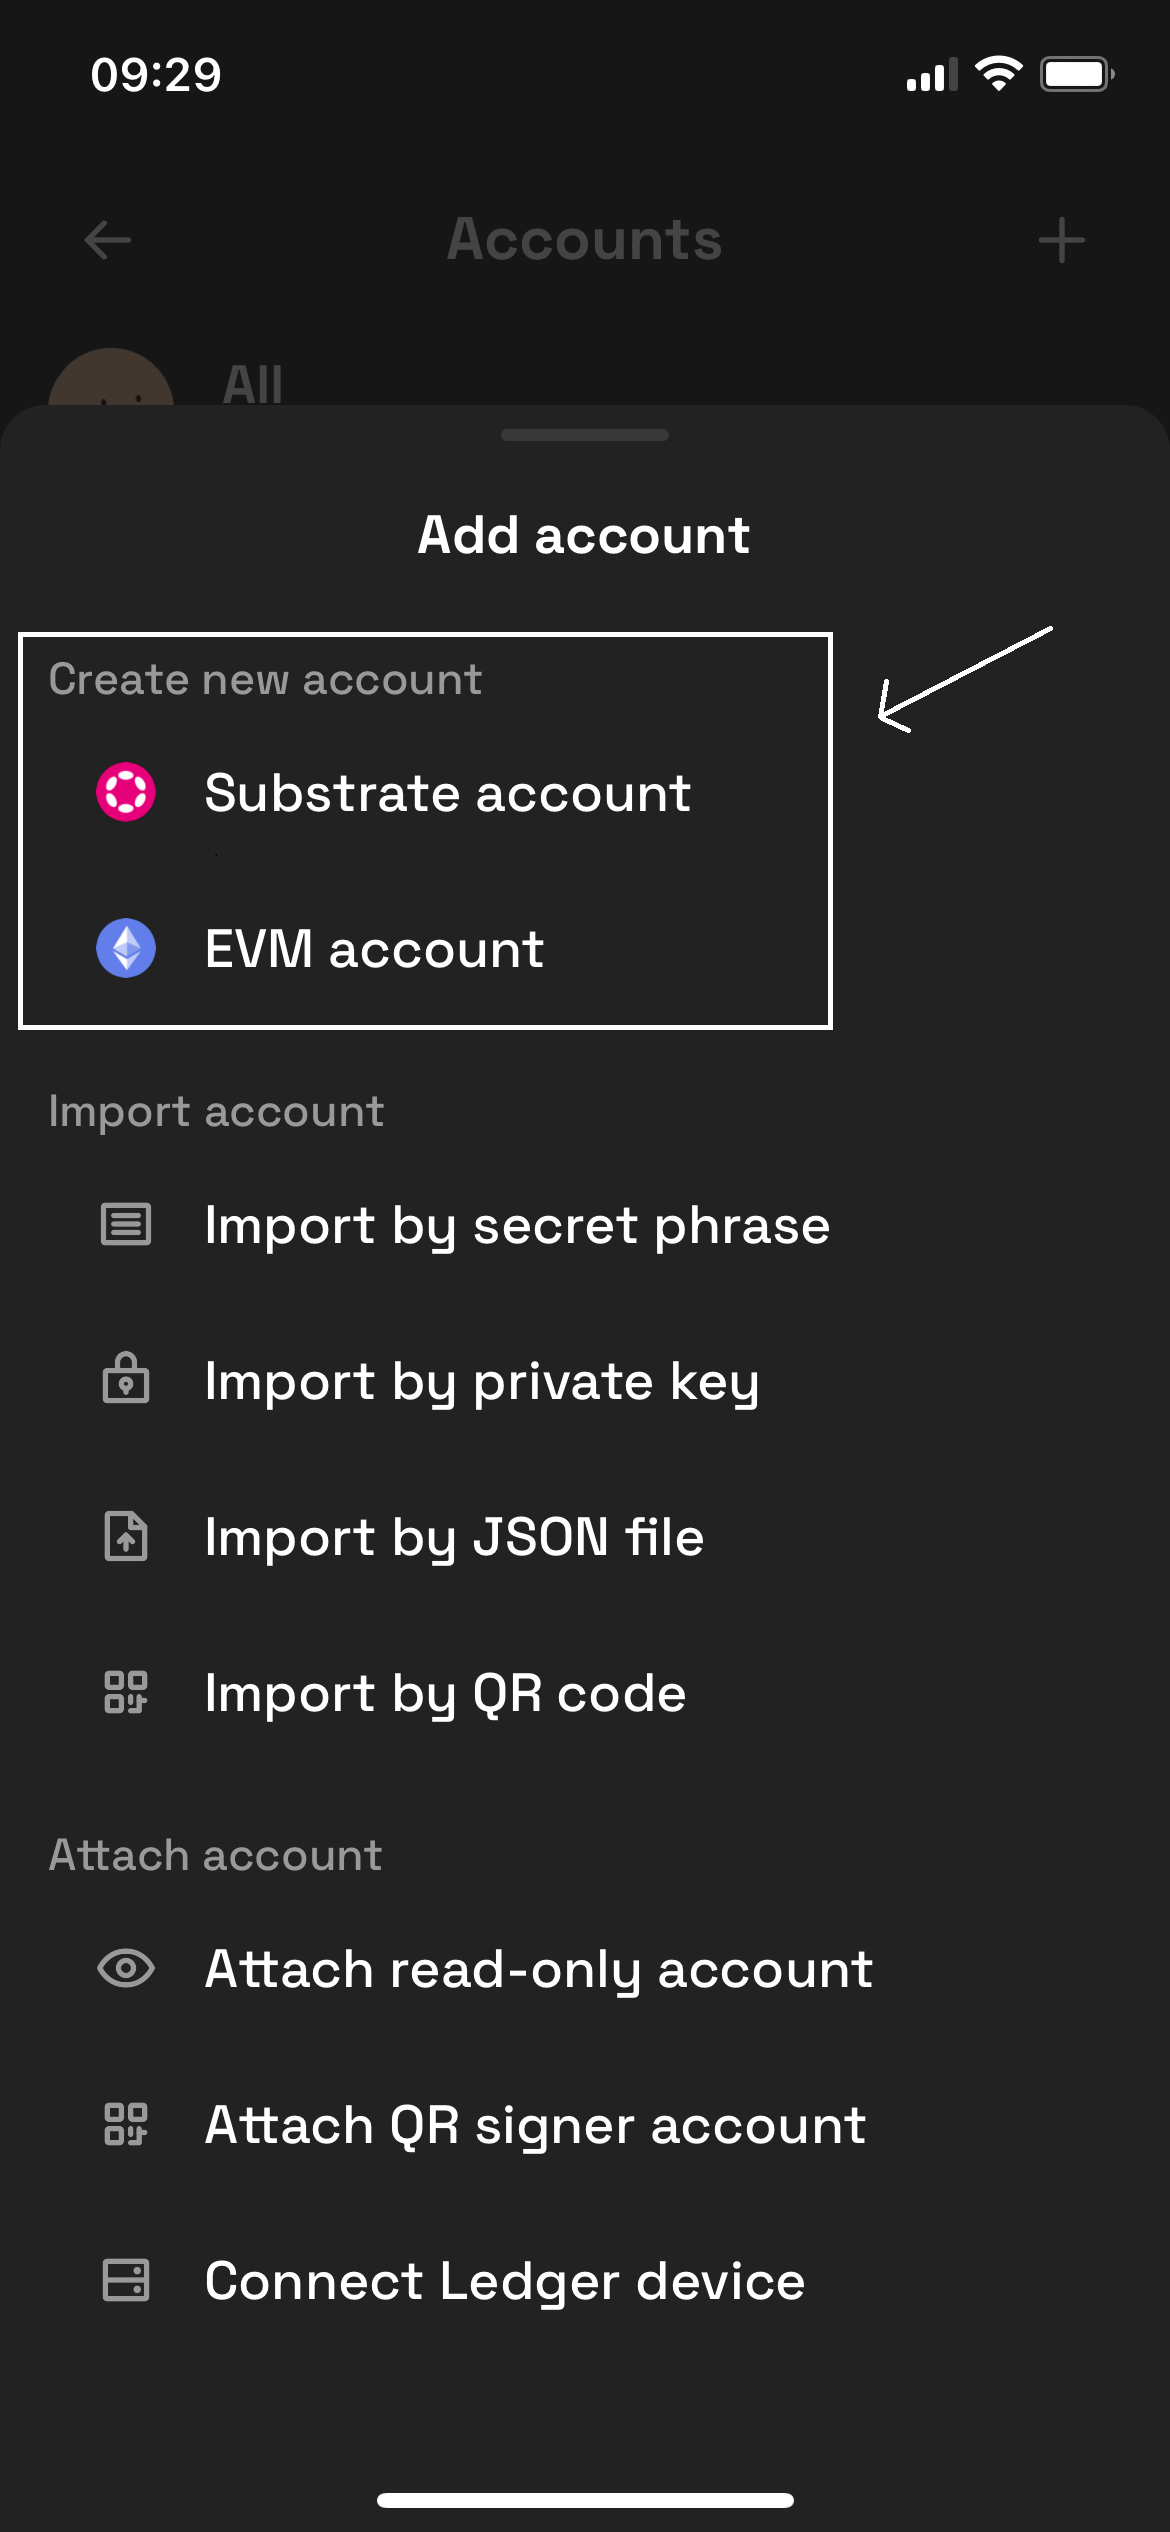 09:29
Accounts
All
Add account
Create new account
Substrate account
EVM account
Import account
Import by secret phrase
Import by private key
Import by JSON file
Import by QR code
Attach account
Attach read-only account
Attach QR signer account
Connect Ledger device